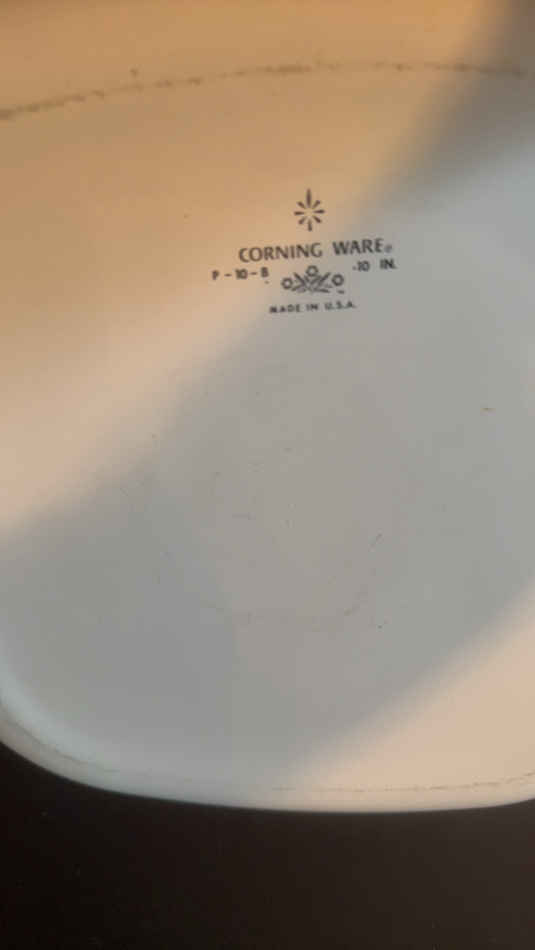 CORNING WARE®
P-10-B -10 IN.
MADE IN U.S.A.